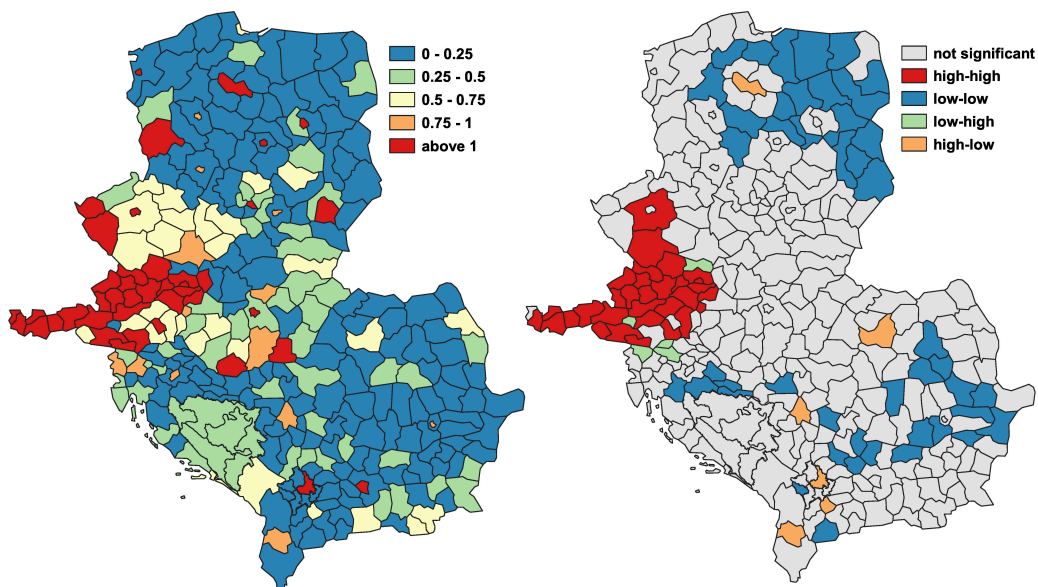 0 - 0.25
0.25 - 0.5
0.5 - 0.75
0.75 - 1
above 1
not significant
high-high
low-low
low-high
high-low